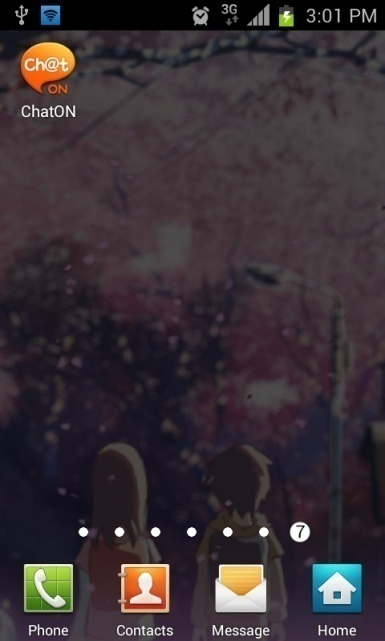 3G 3:01 PM
Ch@t
ON
ChatON
7
Phone Contacts Message Home